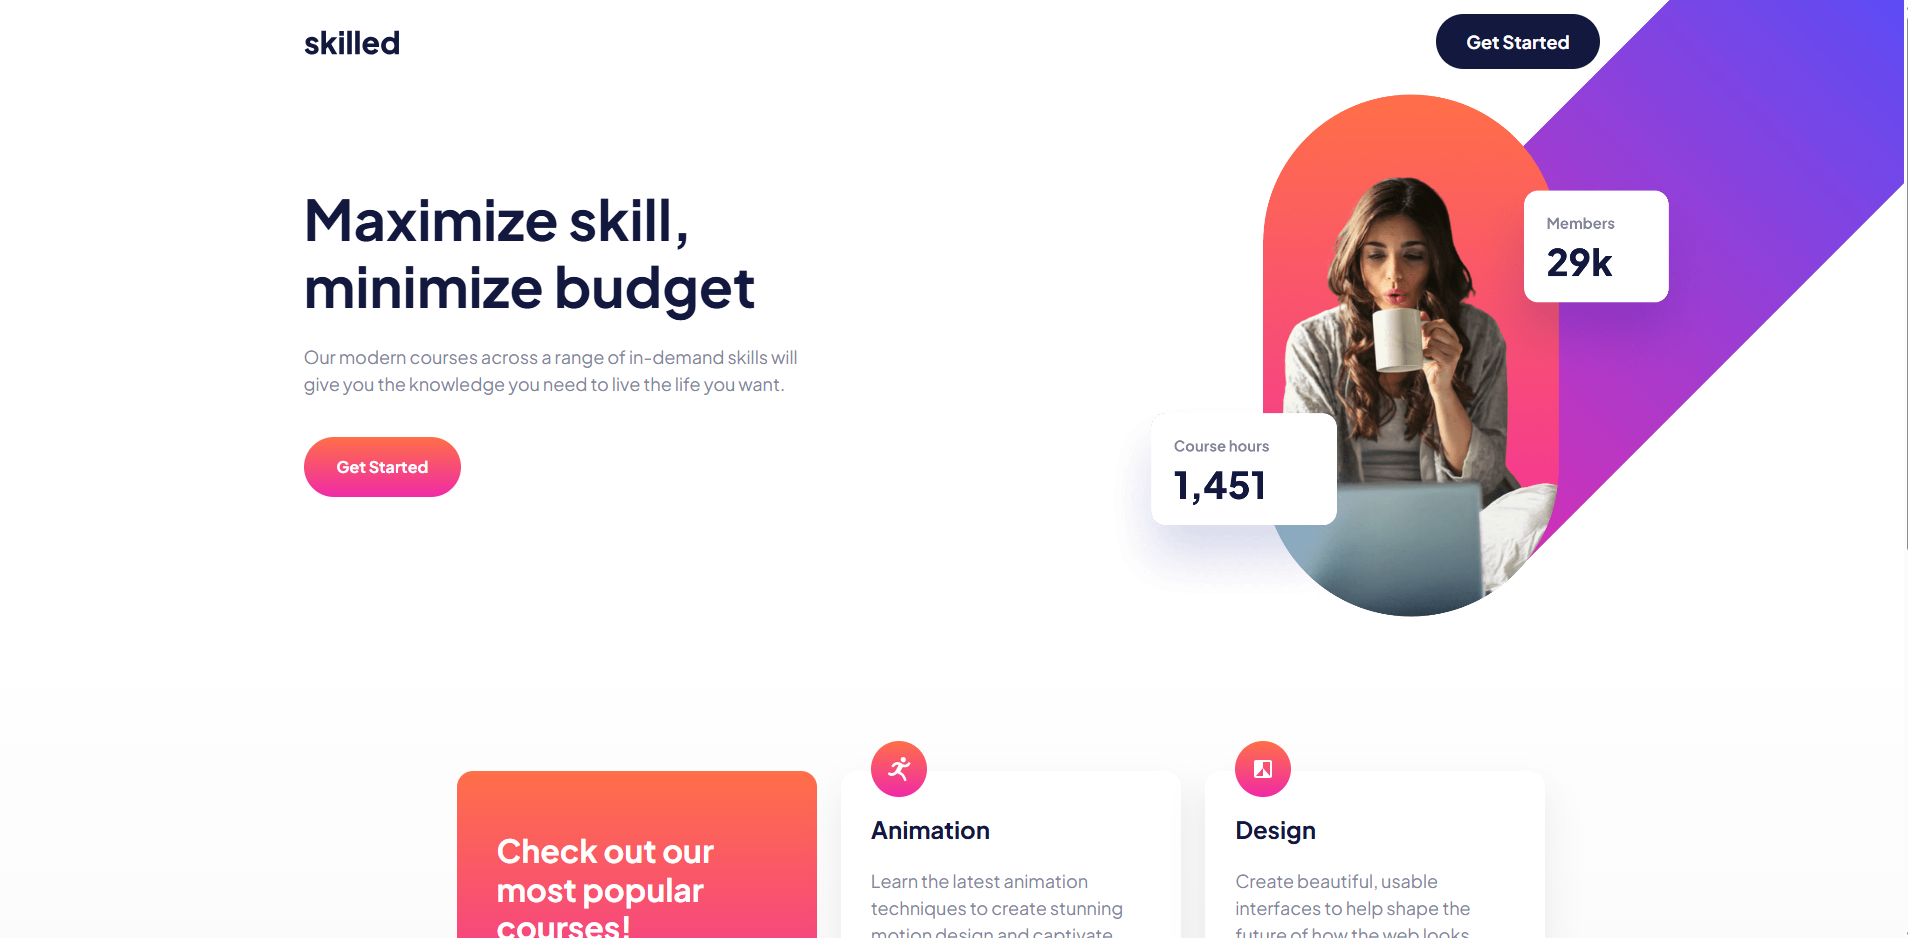 skilled
Get Started
Maximize skill,
minimize budget
Our modern courses across a range of in-demand skills will
give you the knowledge you need to live the life you want.
Get Started
Members
29k
Course hours
1,451
Check out our
most popular
courses!
Animation
Learn the latest animation
techniques to create stunning
motion design and captivate
Design
Create beautiful, usable
interfaces to help shape the
future of how the web looks.